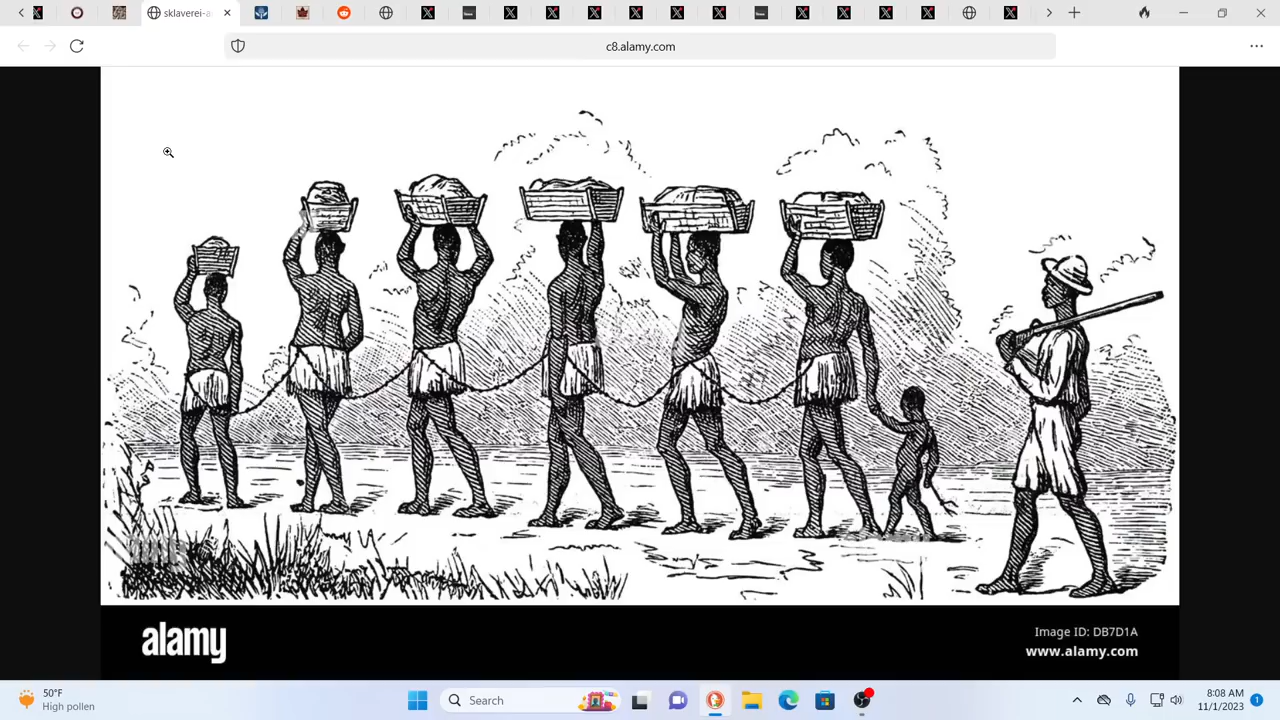 sklaverei-a
c8.alamy.com
alamy
Image ID: DB7D1A
www.alamy.com
50°F
High pollen
Search
8:08 AM
11/1/2023
1